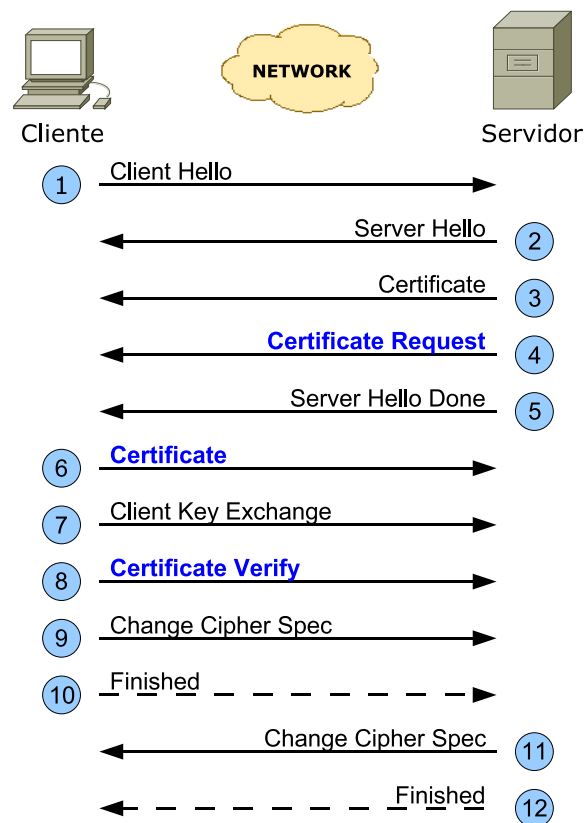 NETWORK
Cliente
Servidor
1 Client Hello
Server Hello 2
Certificate 3
Certificate Request 4
Server Hello Done 5
6 Certificate
7 Client Key Exchange
8 Certificate Verify
9 Change Cipher Spec
10 Finished
Change Cipher Spec 11
Finished 12